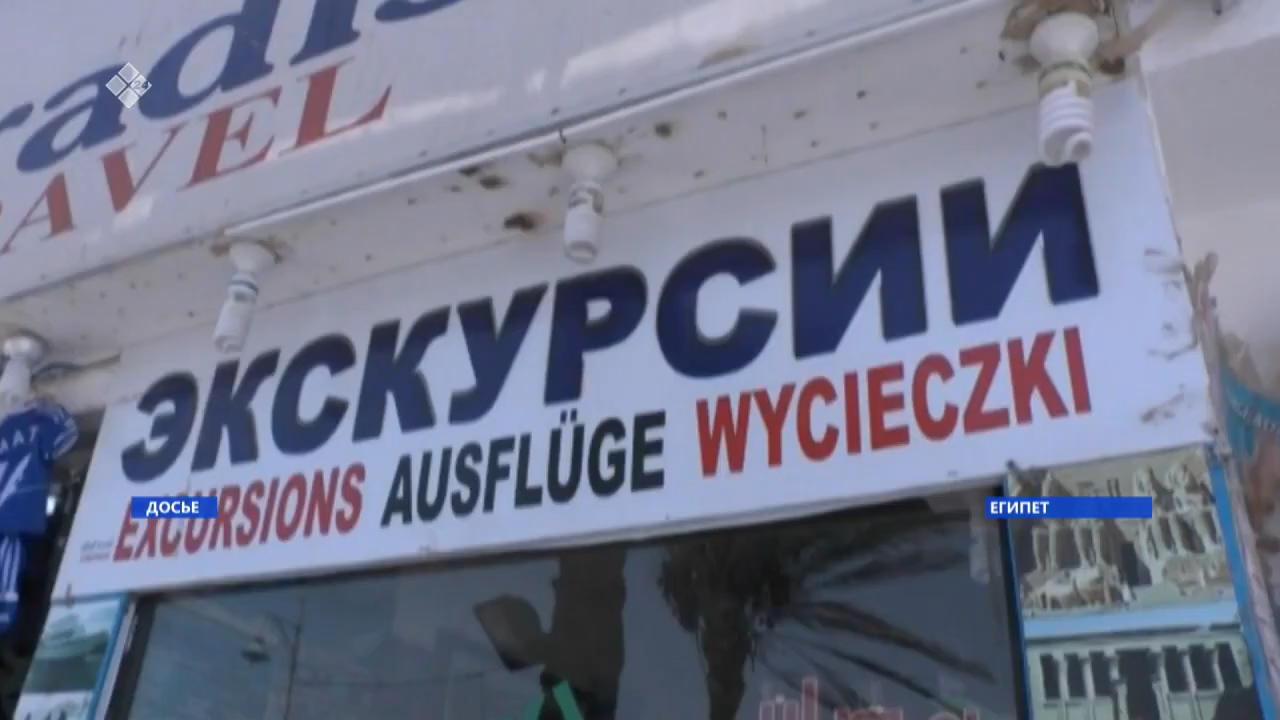 radis
AVEL
ЭКСКУРСИИ
EXCURSIONS AUSFLÜGE WYCIECZKI
ДОСЬЕ
ЕГИПЕТ